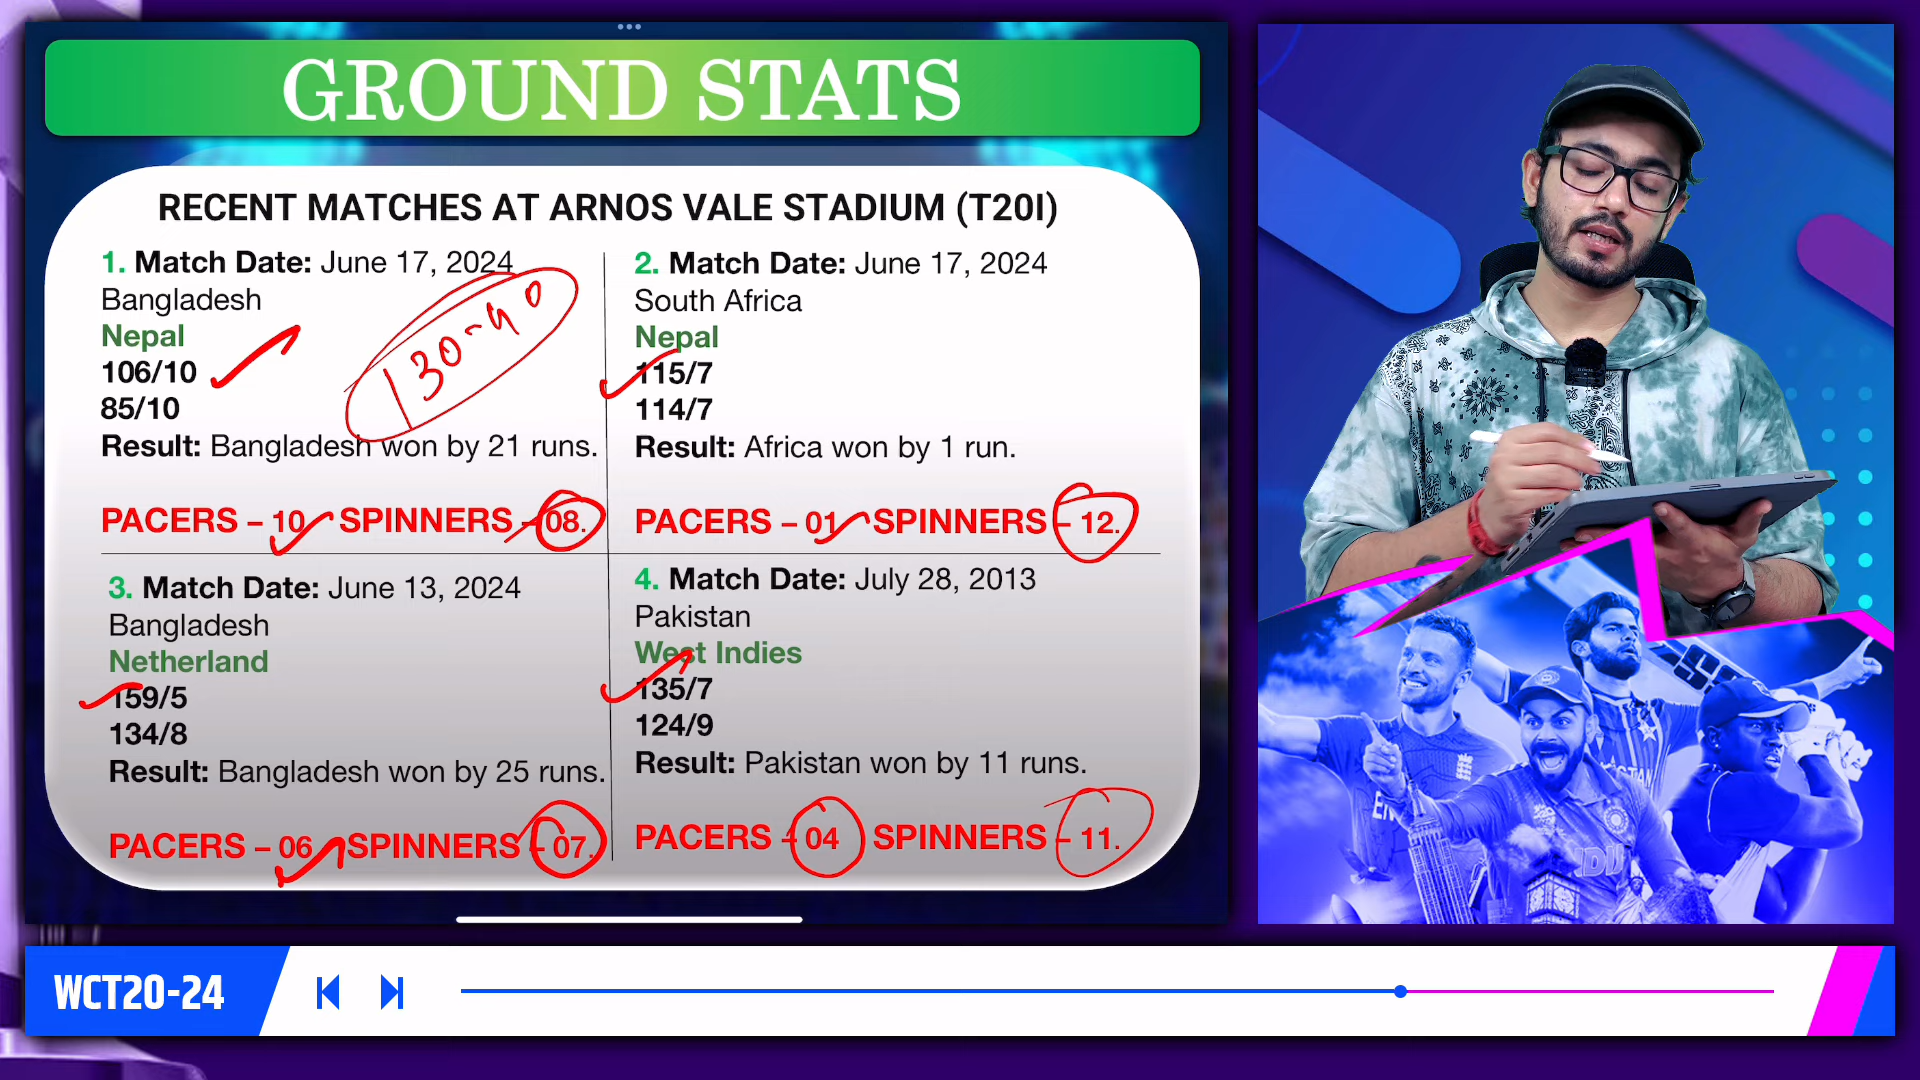 GROUND STATS
RECENT MATCHES AT ARNOS VALE STADIUM (T20I)
1. Match Date: June 17, 2024
Bangladesh
Nepal
106/10
85/10
Result: Bangladesh won by 21 runs.
PACERS – 10 SPINNERS – 08.
130-40
2. Match Date: June 17, 2024
South Africa
Nepal
115/7
114/7
Result: Africa won by 1 run.
PACERS – 01 SPINNERS – 12.
3. Match Date: June 13, 2024
Bangladesh
Netherland
159/5
134/8
Result: Bangladesh won by 25 runs.
PACERS – 06 SPINNERS – 07.
4. Match Date: July 28, 2013
Pakistan
West Indies
135/7
124/9
Result: Pakistan won by 11 runs.
PACERS – 04 SPINNERS – 11.
WCT20-24